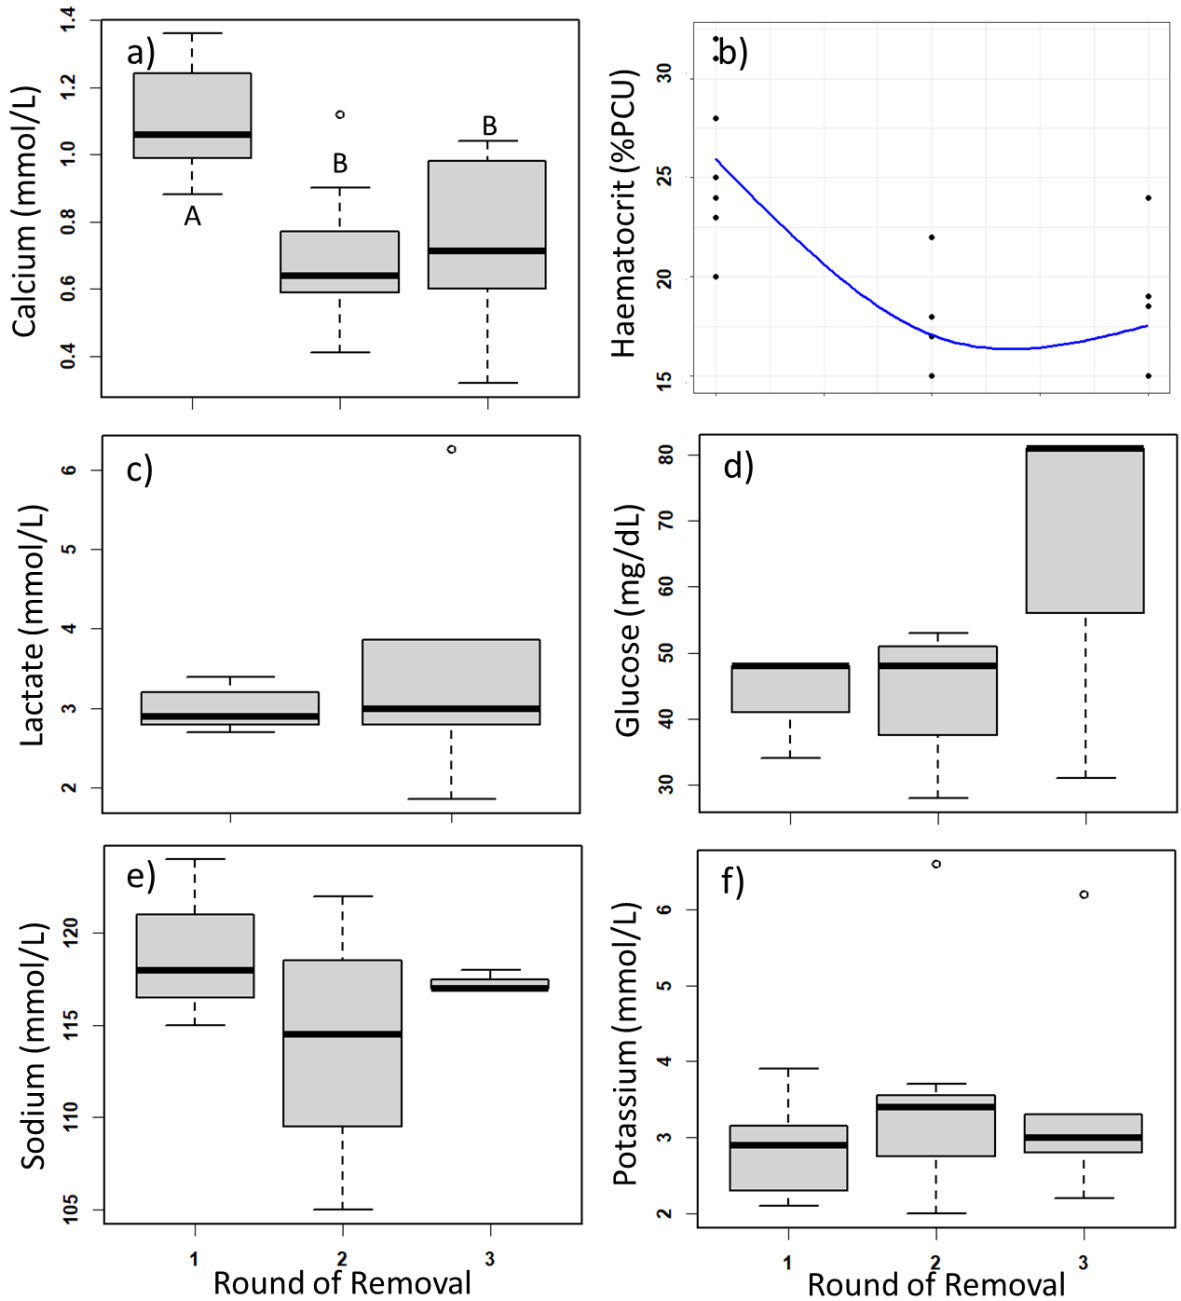 a)
Calcium (mmol/L)
1.4
1.2
1.0
0.8
0.6
0.4
A
B
B
b)
Haematocrit (%PCU)
30
25
20
15
c)
Lactate (mmol/L)
6
5
4
3
2
d)
Glucose (mg/dL)
80
70
60
50
40
30
e)
Sodium (mmol/L)
120
115
110
105
1 2 3
Round of Removal
f)
Potassium (mmol/L)
6
5
4
3
2
1 2 3
Round of Removal